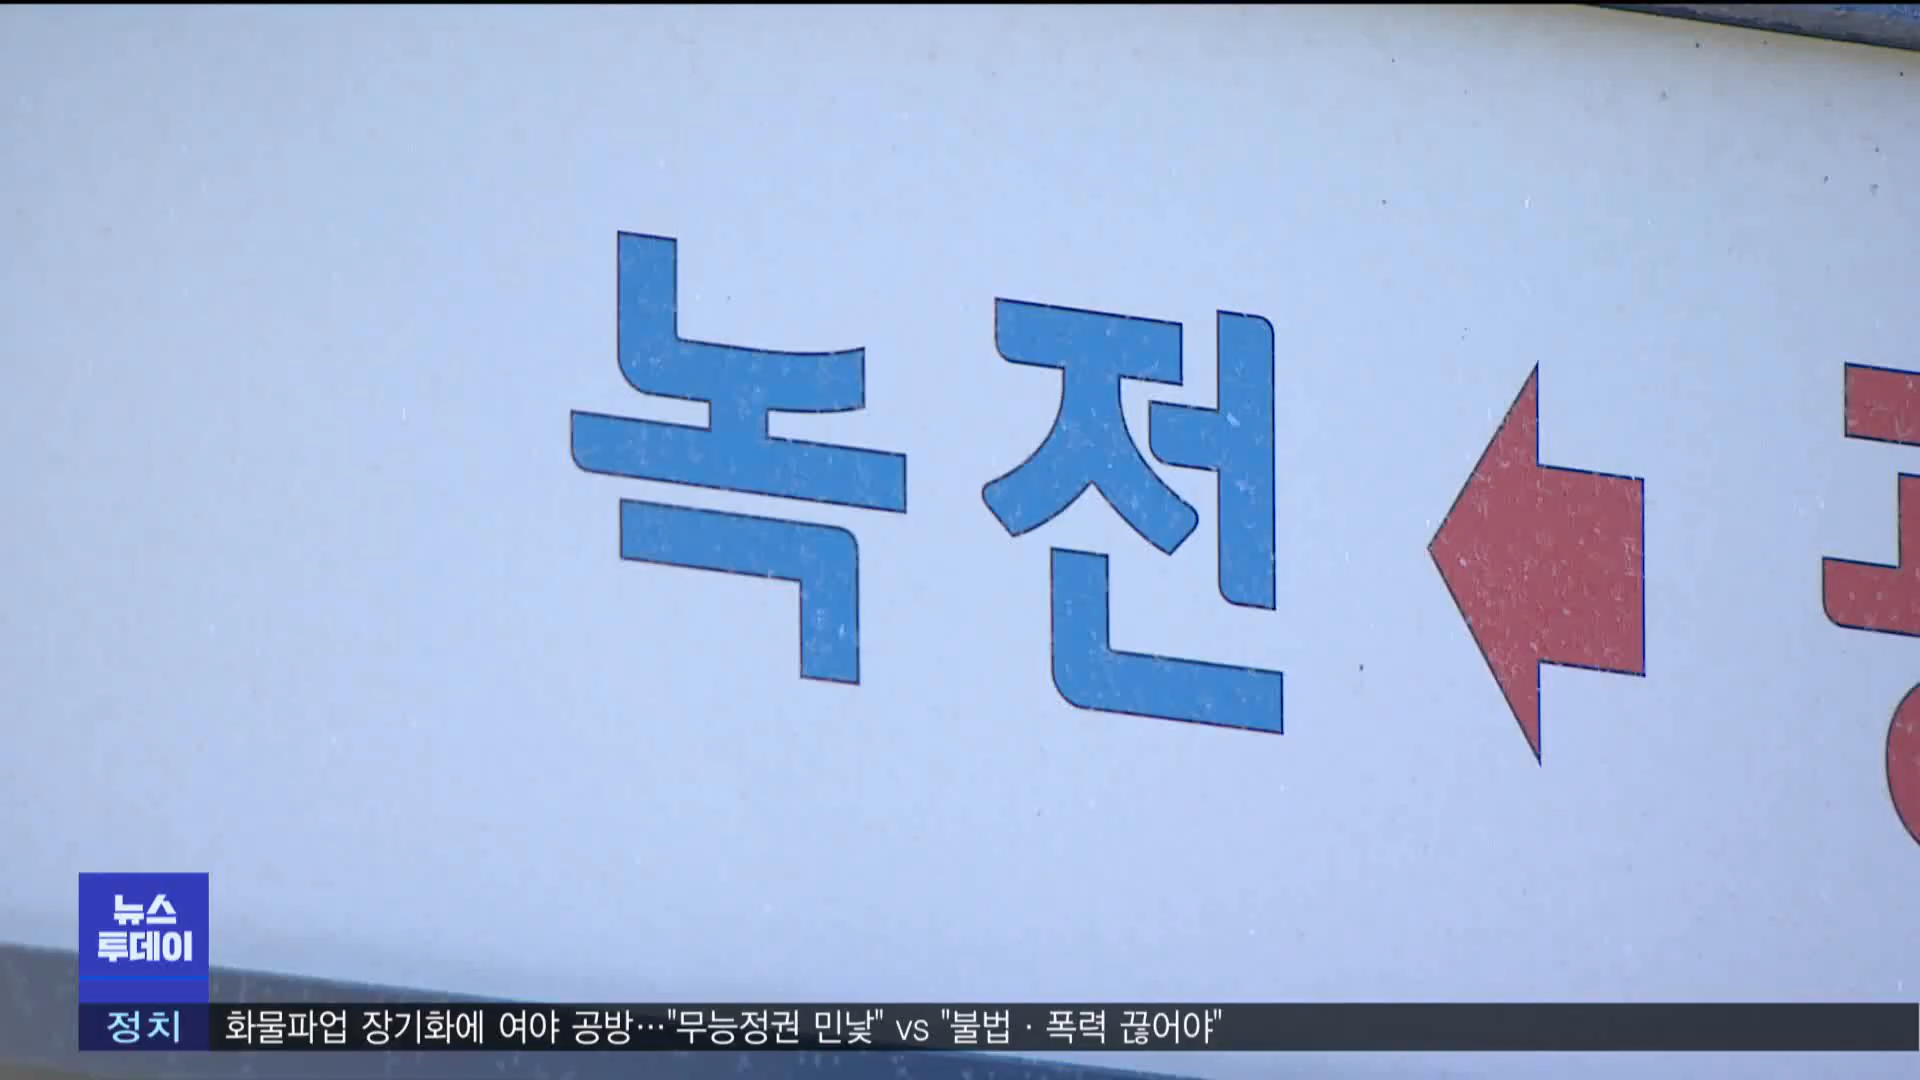 녹전
뉴스
투데이
정치 화물파업 장기화에 여야 공방…"무능정권 민낯" vs "불법·폭력 끊어야"